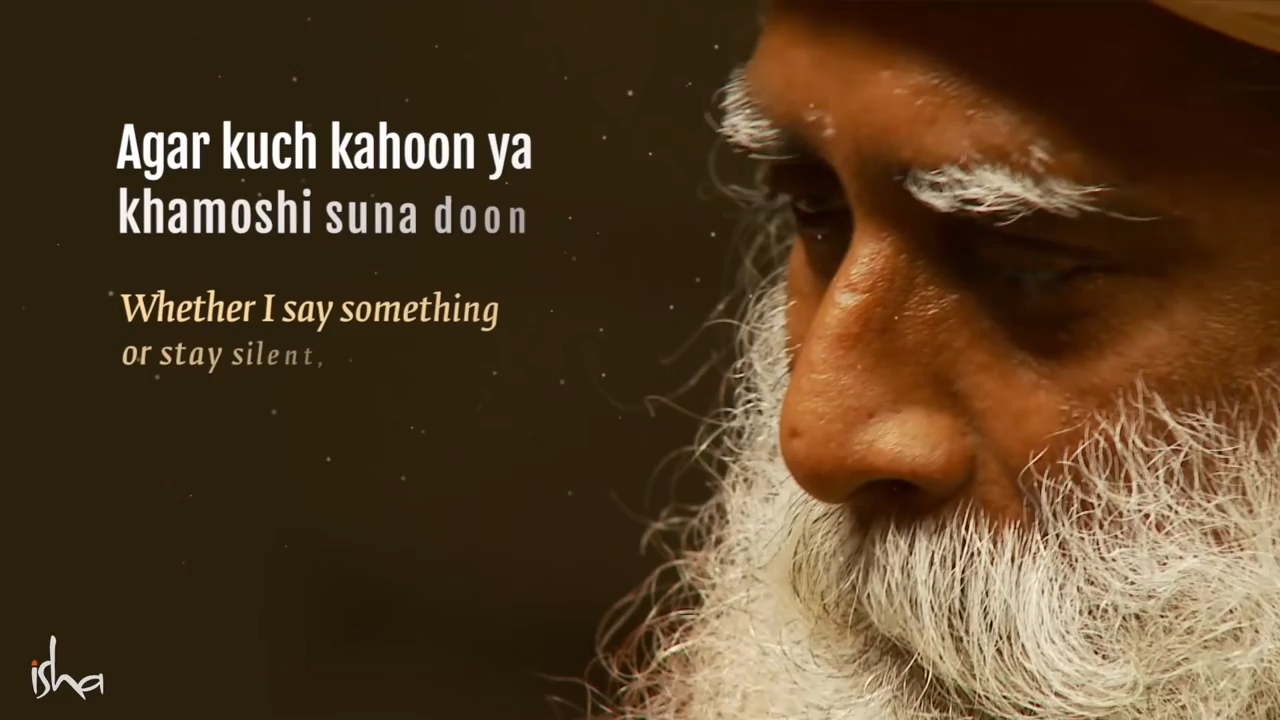 Agar kuch kahoon ya
khamoshi suna doon
Whether I say something
or stay silent,
isha